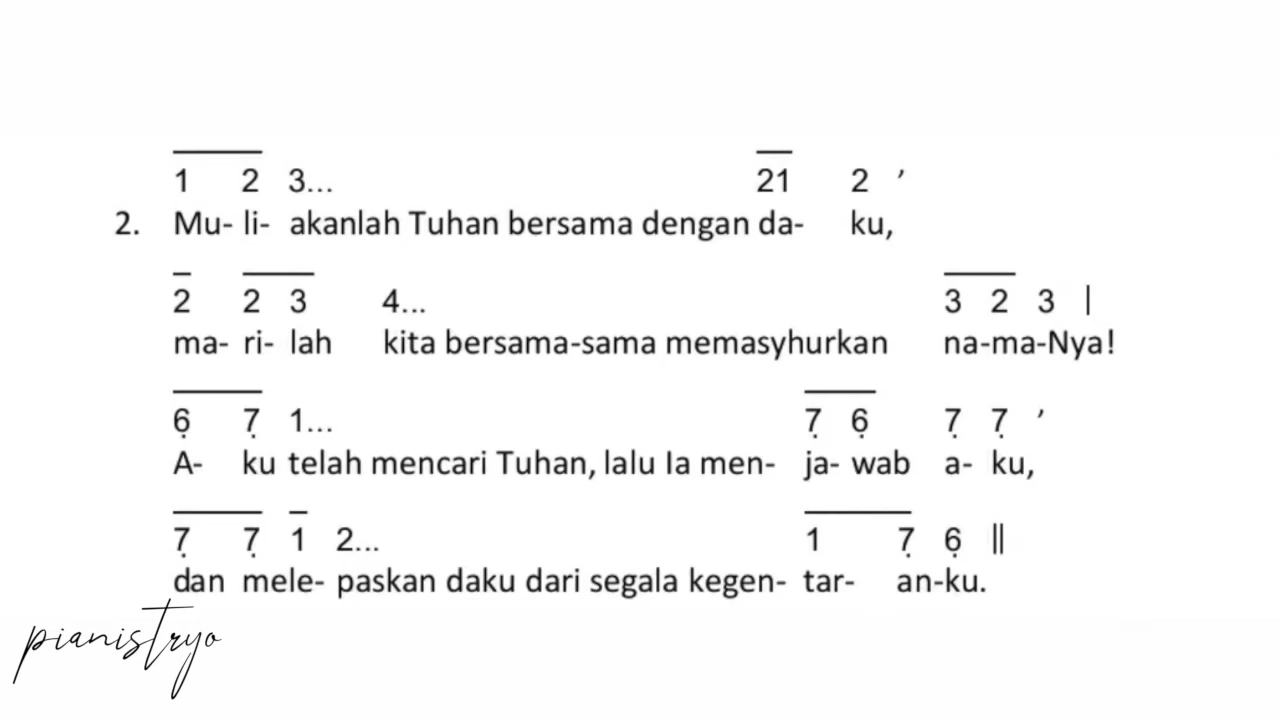 1 2 3... 21 2 ,
2. Mu- li- akanlah Tuhan bersama dengan da- ku,
2 2 3 4... 3 2 3 |
ma- ri- lah kita bersama-sama memasyhurkan na-ma-Nya!
6̣ 7̣ 1... 7̣ 6̣ 7̣ 7̣ ,
A- ku telah mencari Tuhan, lalu Ia men- ja- wab a- ku,
7̣ 7̣ 1 2... 1 7̣ 6̣ ||
dan mele- paskan daku dari segala kegen- tar- an-ku.
pianistryo